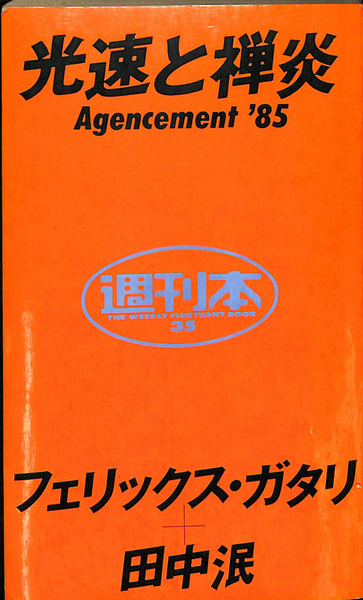 光速と禅炎
Agencement '85
週刊本
THE WEEKLY FLUCTUANT BOOK
35
フェリックス・ガタリ
+
田中泯